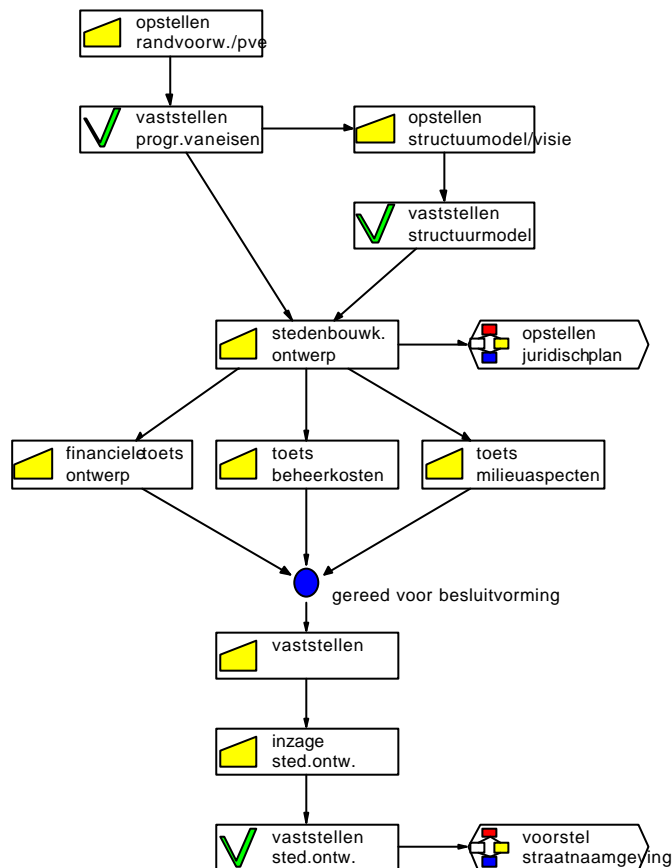 opstellen
randvoorw./pve
vaststellen
progr.vaneisen
opstellen
structuumodel/visie
vaststellen
structuurmodel
stedenbouwk.
ontwerp
opstellen
juridischplan
financieletoets
ontwerp
toets
beheerkosten
toets
milieuaspecten
gereed voor besluitvorming
vaststellen
inzage
sted.ontw.
vaststellen
sted.ontw.
voorstel
straatnaamgeving